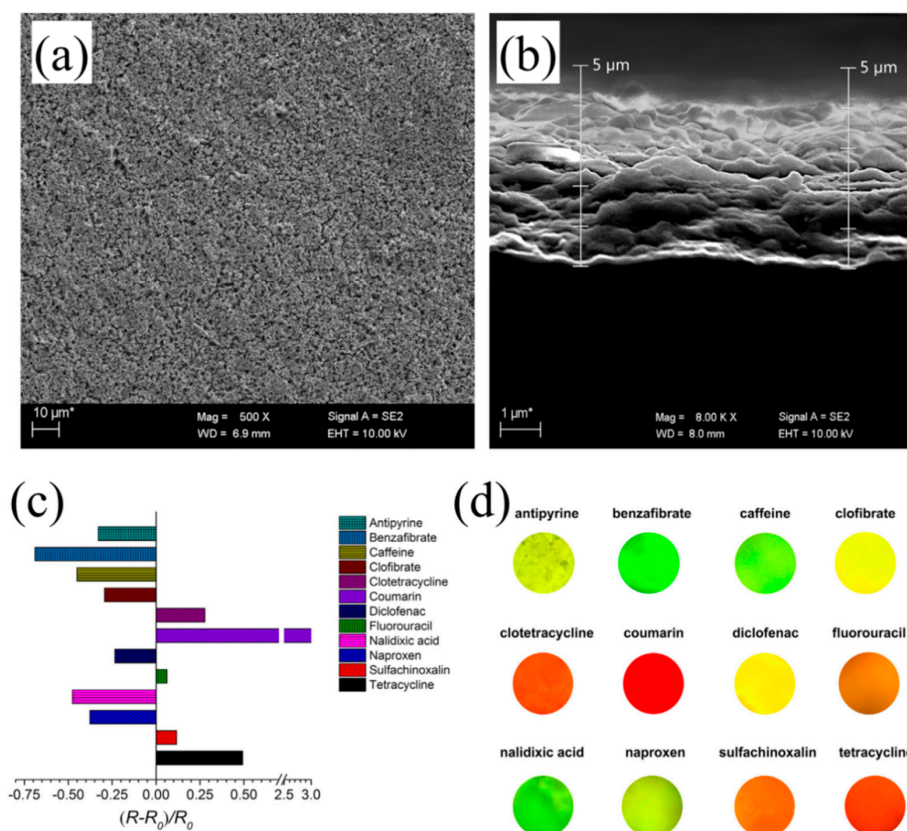 (a)
10 µm*
Mag = 500 X
WD = 6.9 mm
Signal A = SE2
EHT = 10.00 kV
(b)
5 µm
5 µm
1 µm*
Mag = 8.00 K X
WD = 8.0 mm
Signal A = SE2
EHT = 10.00 kV
(c)
Antipyrine
Benzafibrate
Caffeine
Clofibrate
Clotetracycline
Coumarin
Diclofenac
Fluorouracil
Nalidixic acid
Naproxen
Sulfachinoxalin
Tetracycline
-0.75 -0.50 -0.25 0.00 0.25 0.50 2.5 3.0
(R-R0)/R0
(d)
antipyrine benzafibrate caffeine clofibrate
clotetracycline coumarin diclofenac fluorouracil
nalidixic acid naproxen sulfachinoxalin tetracycline